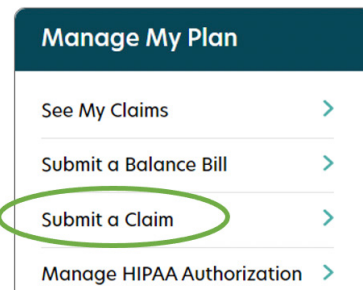 Manage My Plan
See My Claims
Submit a Balance Bill
Submit a Claim
Manage HIPAA Authorization